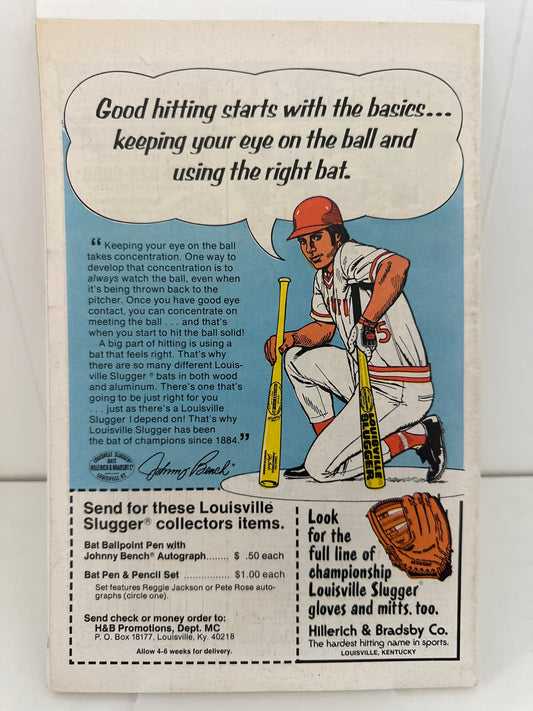 Good hitting starts with the basics...
keeping your eye on the ball and
using the right bat.
“Keeping your eye on the ball
takes concentration. One way to
develop that concentration is to
always watch the ball, even when
it's being thrown back to the
pitcher. Once you have good eye
contact, you can concentrate on
meeting the ball . . . and that's
when you start to hit the ball solid!
A big part of hitting is using a
bat that feels right. That's why
there are so many different Louis-
ville Slugger® bats in both wood
and aluminum. There's one that's
going to be just right for you
. . . just as there's a Louisville
Slugger I depend on! That's why
Louisville Slugger has been
the bat of champions since 1884.”
LOUISVILLE SLUGGER
BATS
HILLERICH & BRADSBY Co
LOUISVILLE, KY.
Johnny Bench
5
LOUISVILLE
SLUGGER
Send for these Louisville
Slugger® collectors items.
Bat Ballpoint Pen with
Johnny Bench® Autograph....... $ .50 each
Bat Pen & Pencil Set ................. $1.00 each
Set features Reggie Jackson or Pete Rose auto-
graphs (circle one).
Send check or money order to:
H&B Promotions, Dept. MC
P. O. Box 18177, Louisville, Ky. 40218
Allow 4-6 weeks for delivery.
Look
for the
full line of
championship
Louisville Slugger®
gloves and mitts, too.
Hillerich & Bradsby Co.
The hardest hitting name in sports.
LOUISVILLE, KENTUCKY